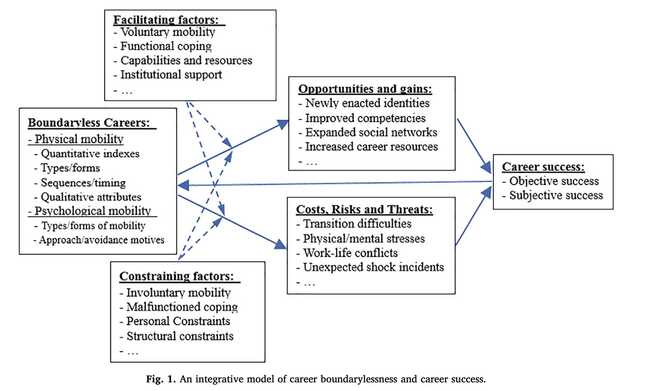 Facilitating factors:
- Voluntary mobility
- Functional coping
- Capabilities and resources
- Institutional support
- …
Boundaryless Careers:
- Physical mobility
- Quantitative indexes
- Types/forms
- Sequences/timing
- Qualitative attributes
- Psychological mobility
- Types/forms of mobility
- Approach/avoidance motives
Opportunities and gains:
- Newly enacted identities
- Improved competencies
- Expanded social networks
- Increased career resources
- …
Career success:
- Objective success
- Subjective success
Costs, Risks and Threats:
- Transition difficulties
- Physical/mental stresses
- Work-life conflicts
- Unexpected shock incidents
- …
Constraining factors:
- Involuntary mobility
- Malfunctioned coping
- Personal Constraints
- Structural constraints
- …
Fig. 1. An integrative model of career boundarylessness and career success.